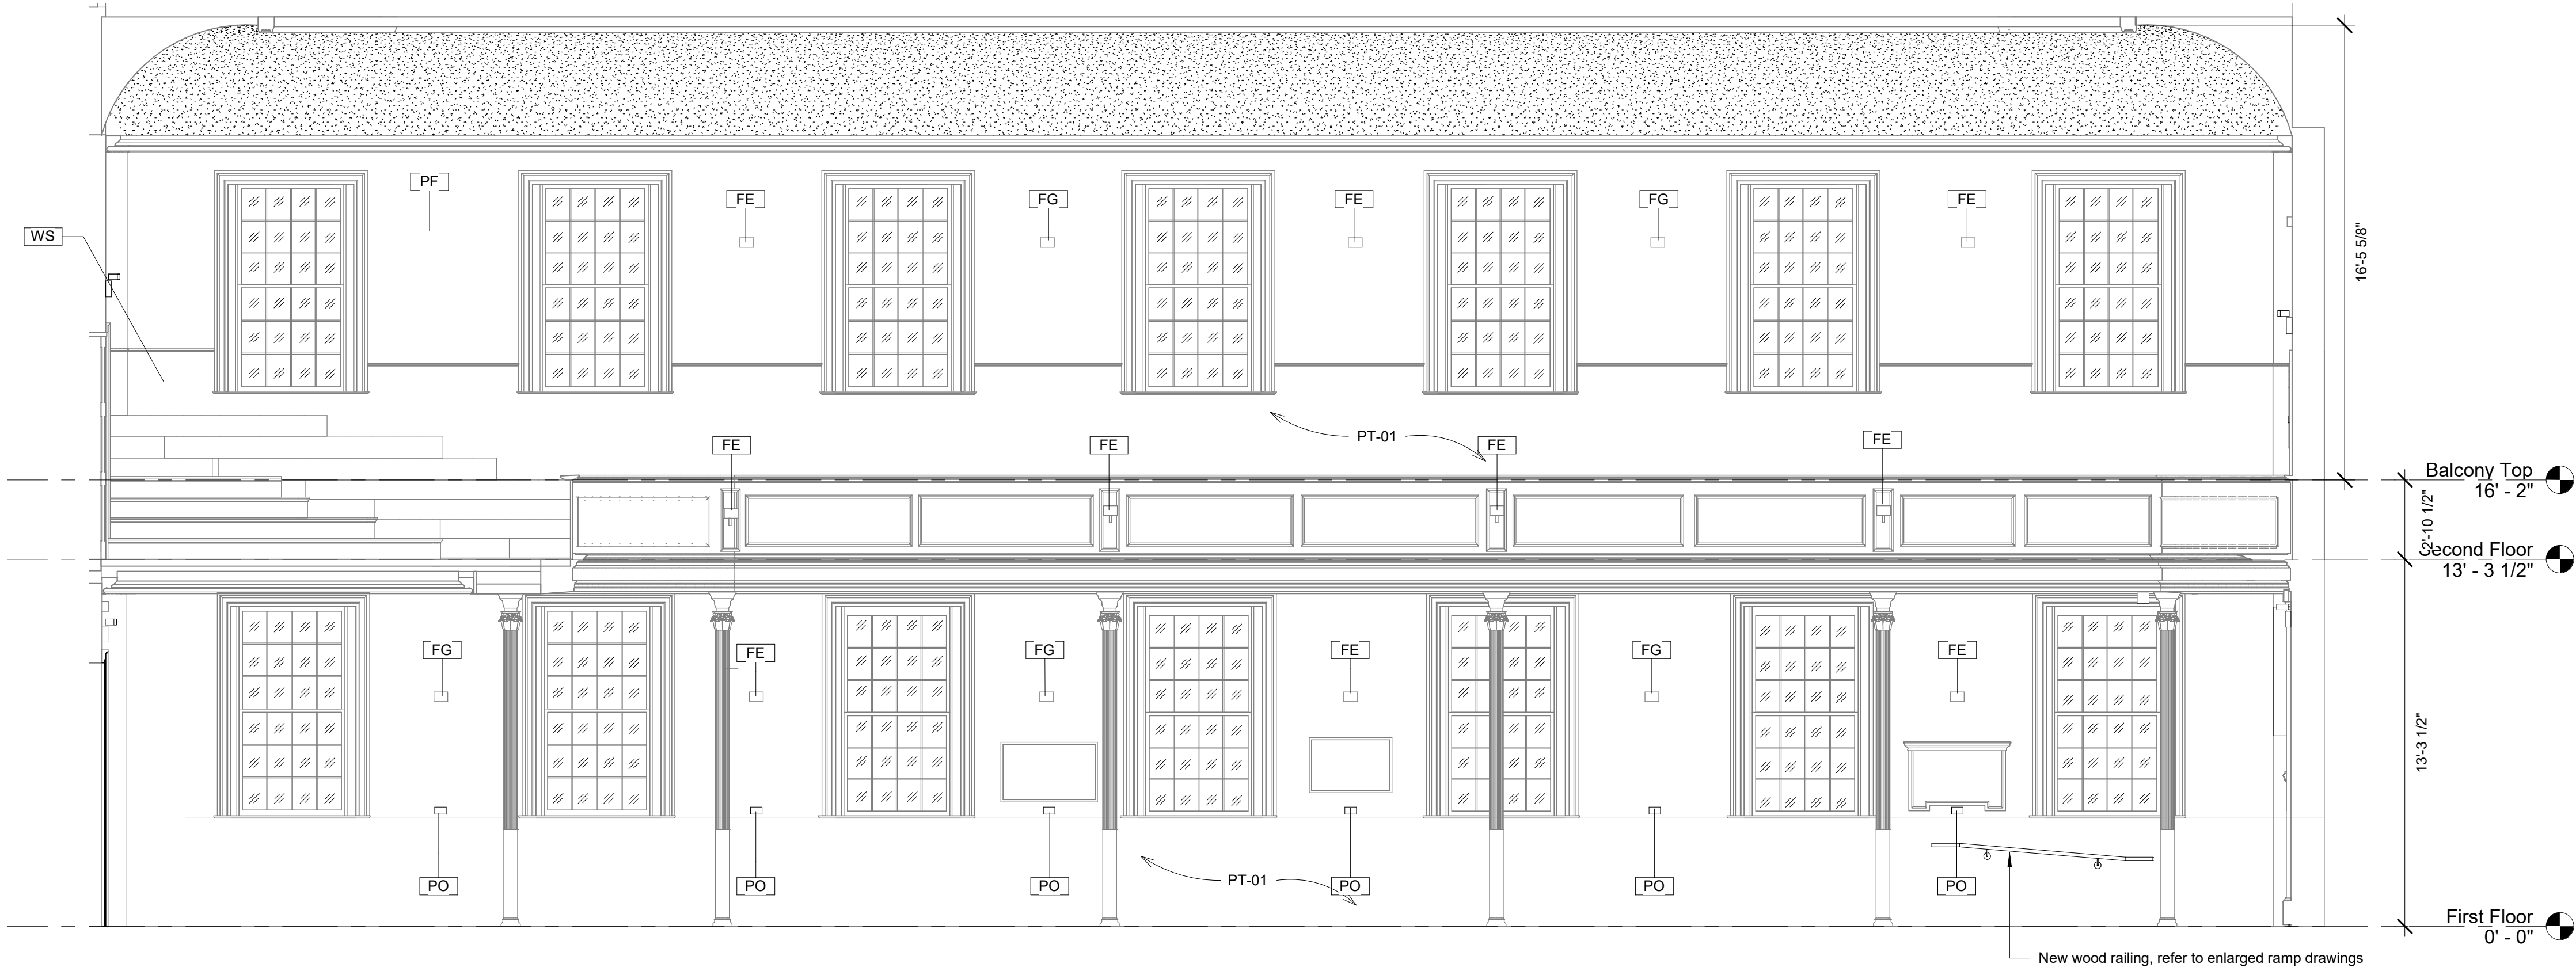 PF
FE
FG
FE
FG
FE
WS
16'-5 5/8"
PT-01
FE
FE
FE
FE
Balcony Top
16' - 2"
2'-10 1/2"
Second Floor
13' - 3 1/2"
FG
FE
FG
FE
FG
FE
13'-3 1/2"
PO
PO
PO
PT-01
PO
PO
PO
First Floor
0' - 0"
New wood railing, refer to enlarged ramp drawings